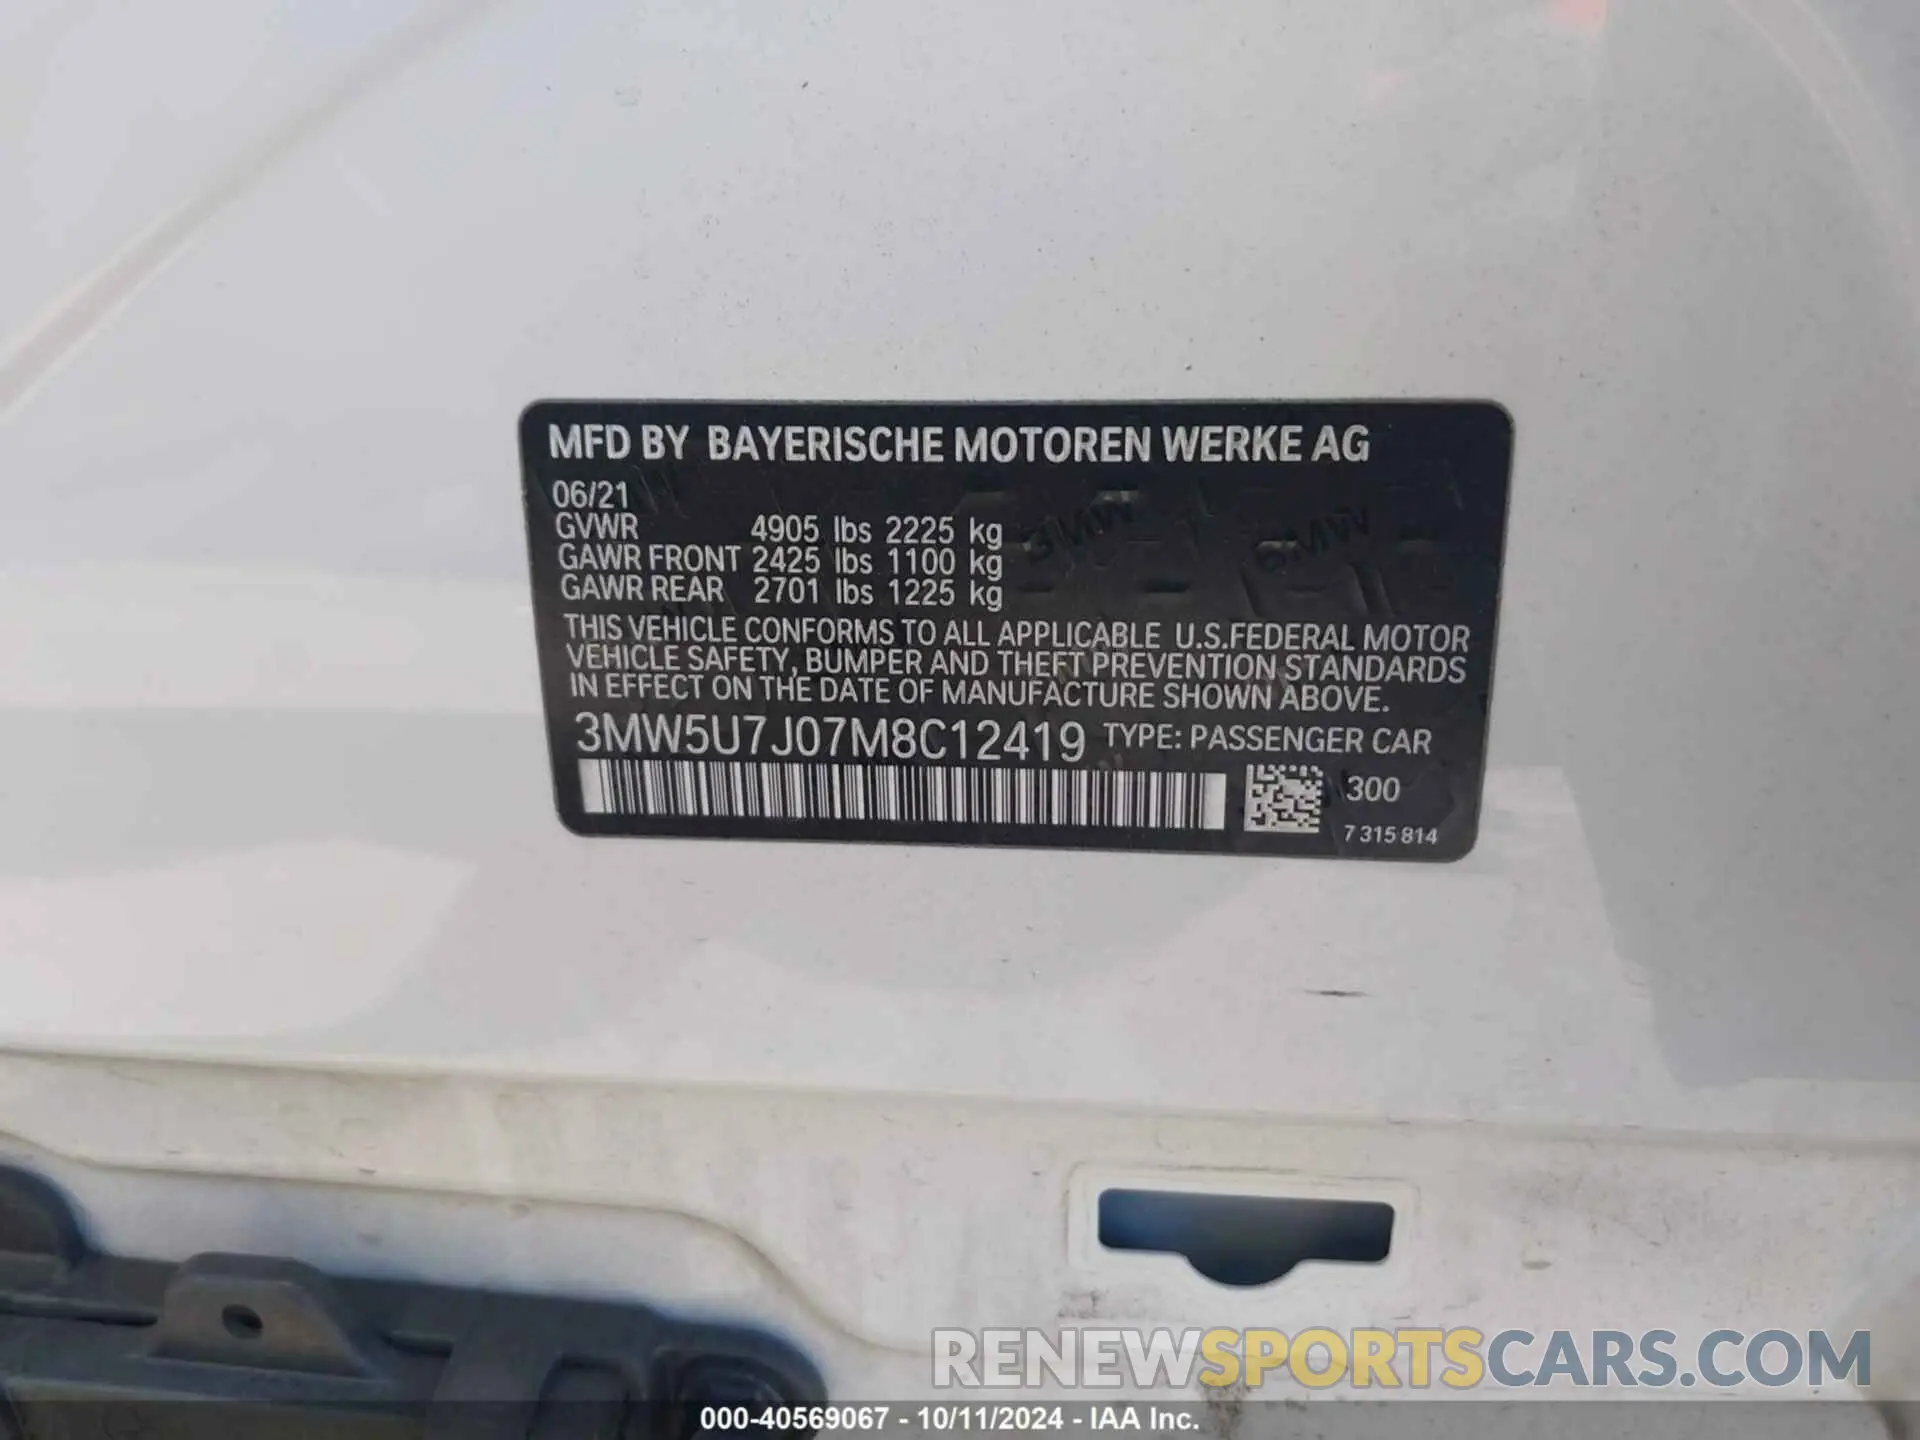 MFD BY BAYERISCHE MOTOREN WERKE AG
06/21
GVWR 4905 lbs 2225 kg
GAWR FRONT 2425 lbs 1100 kg
GAWR REAR 2701 lbs 1225 kg
THIS VEHICLE CONFORMS TO ALL APPLICABLE U.S.FEDERAL MOTOR
VEHICLE SAFETY, BUMPER AND THEFT PREVENTION STANDARDS
IN EFFECT ON THE DATE OF MANUFACTURE SHOWN ABOVE.
3MW5U7J07M8C12419 TYPE: PASSENGER CAR
300
7 315 814
RENEWSPORTSCARS.COM
000-40569067 - 10/11/2024 - IAA Inc.